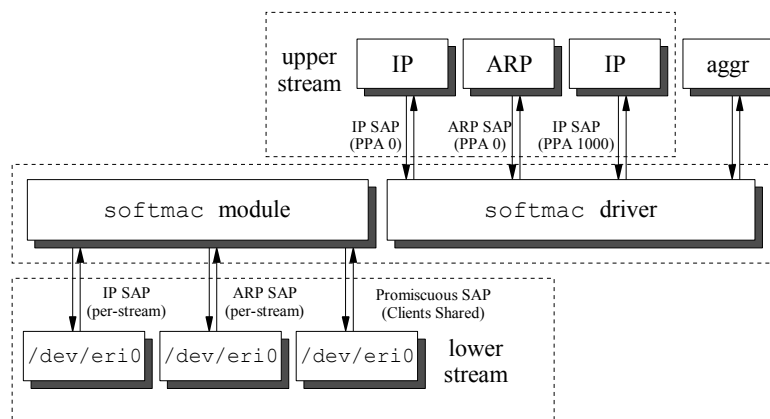 upper
stream
IP
ARP
IP
aggr
IP SAP
(PPA 0)
ARP SAP
(PPA 0)
IP SAP
(PPA 1000)
softmac module
softmac driver
IP SAP
(per-stream)
ARP SAP
(per-stream)
Promiscuous SAP
(Clients Shared)
/dev/eri0
/dev/eri0
/dev/eri0
lower
stream